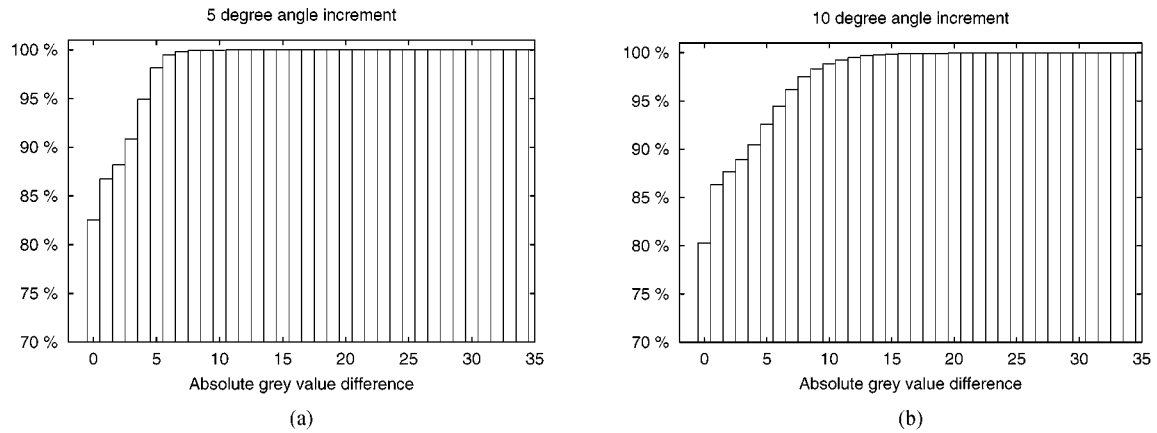 5 degree angle increment
100 %
95 %
90 %
85 %
80 %
75 %
70 %
0 5 10 15 20 25 30 35
Absolute grey value difference
(a)
10 degree angle increment
100 %
95 %
90 %
85 %
80 %
75 %
70 %
0 5 10 15 20 25 30 35
Absolute grey value difference
(b)